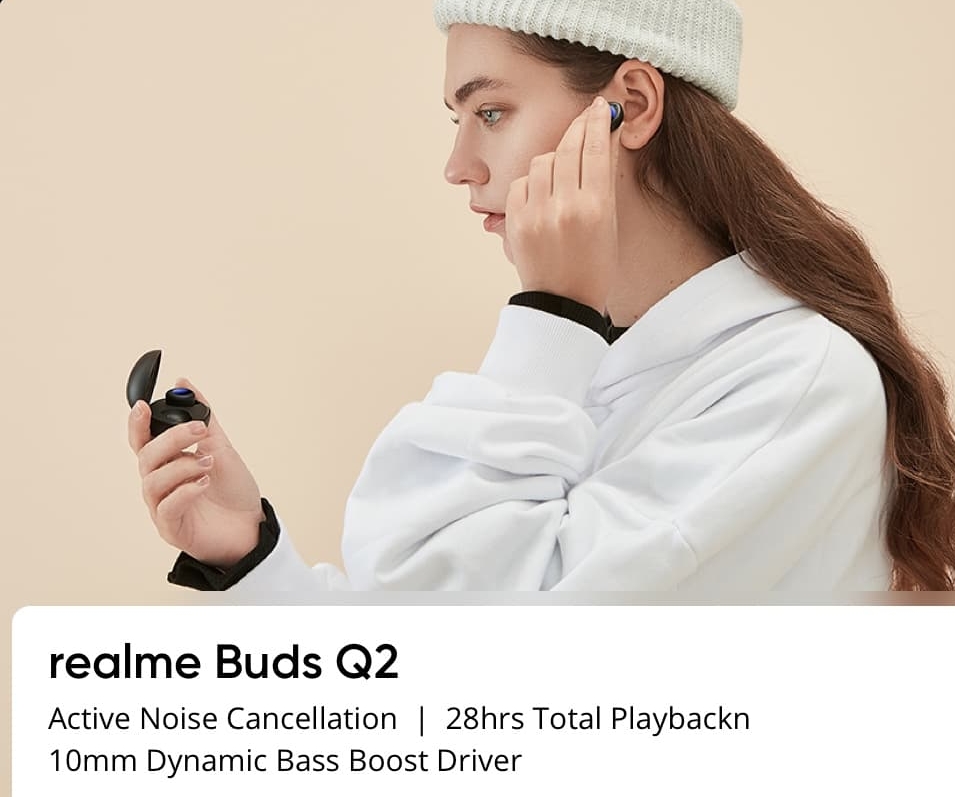 realme Buds Q2
Active Noise Cancellation | 28hrs Total Playbackn
10mm Dynamic Bass Boost Driver